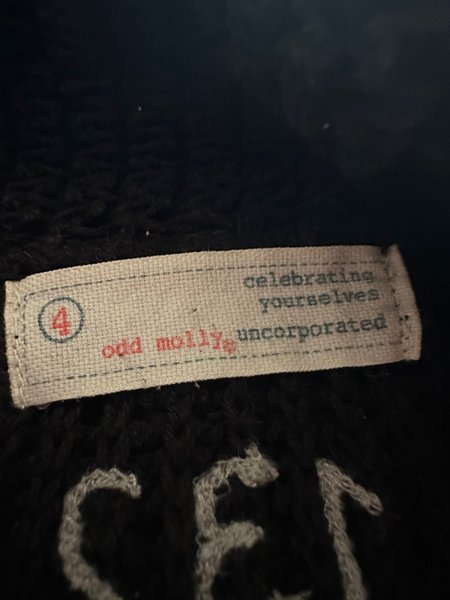 celebrating
yourselves
4
odd molly® uncorporated